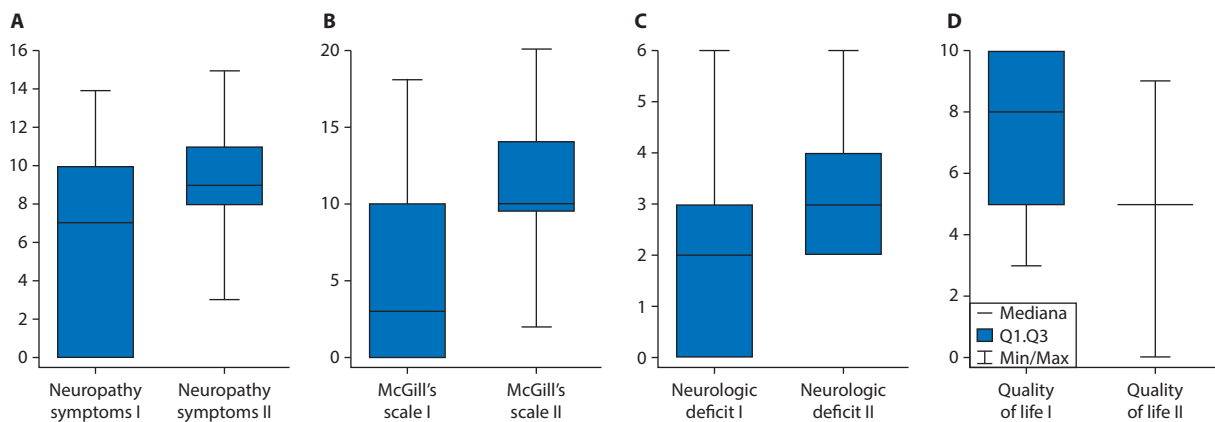 A
16
14
12
10
8
6
4
2
0
Neuropathy
symptoms I
Neuropathy
symptoms II
B
20
15
10
5
0
McGill's
scale I
McGill's
scale II
C
6
5
4
3
2
1
0
Neurologic
deficit I
Neurologic
deficit II
D
10
8
6
4
2
0
Mediana
Q1.Q3
Min/Max
Quality
of life I
Quality
of life II